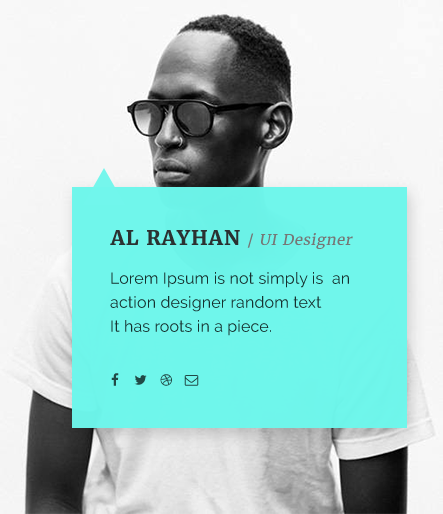 AL RAYHAN / UI Designer
Lorem Ipsum is not simply is  an
action designer random text
It has roots in a piece.